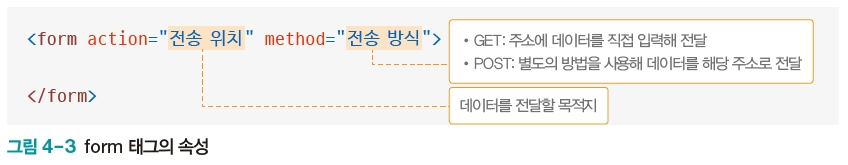 <form action="전송 위치" method="전송 방식">
• GET: 주소에 데이터를 직접 입력해 전달
• POST: 별도의 방법을 사용해 데이터를 해당 주소로 전달
</form>
데이터를 전달할 목적지
그림 4-3 form 태그의 속성